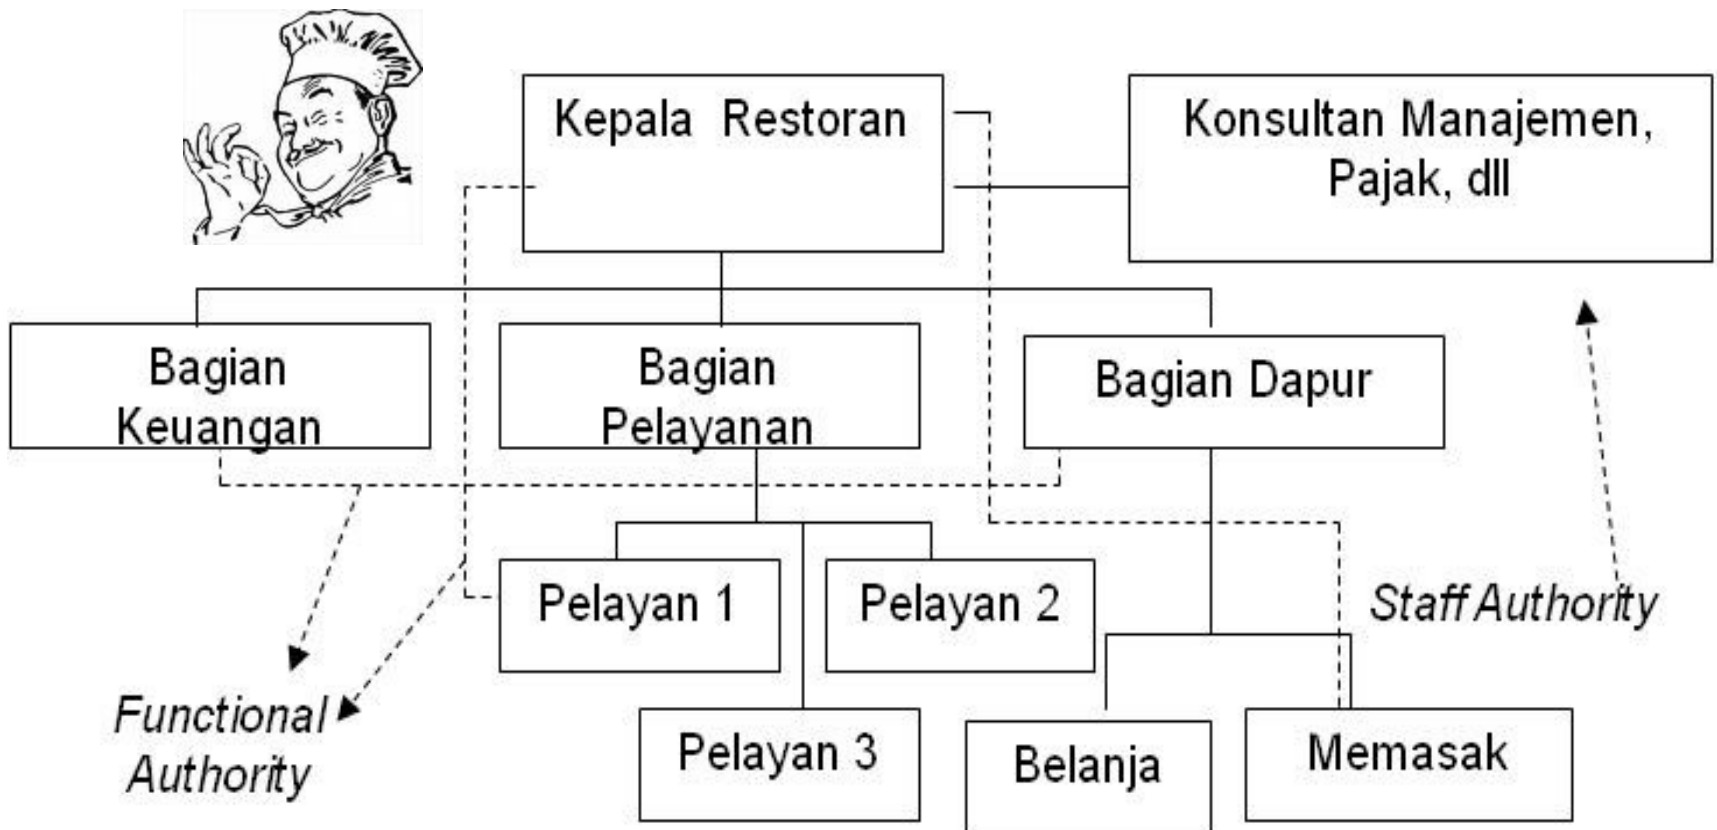 Kepala Restoran
Konsultan Manajemen,
Pajak, dll
Bagian
Keuangan
Bagian
Pelayanan
Bagian Dapur
Pelayan 1
Pelayan 2
Staff Authority
Functional
Authority
Pelayan 3
Belanja
Memasak